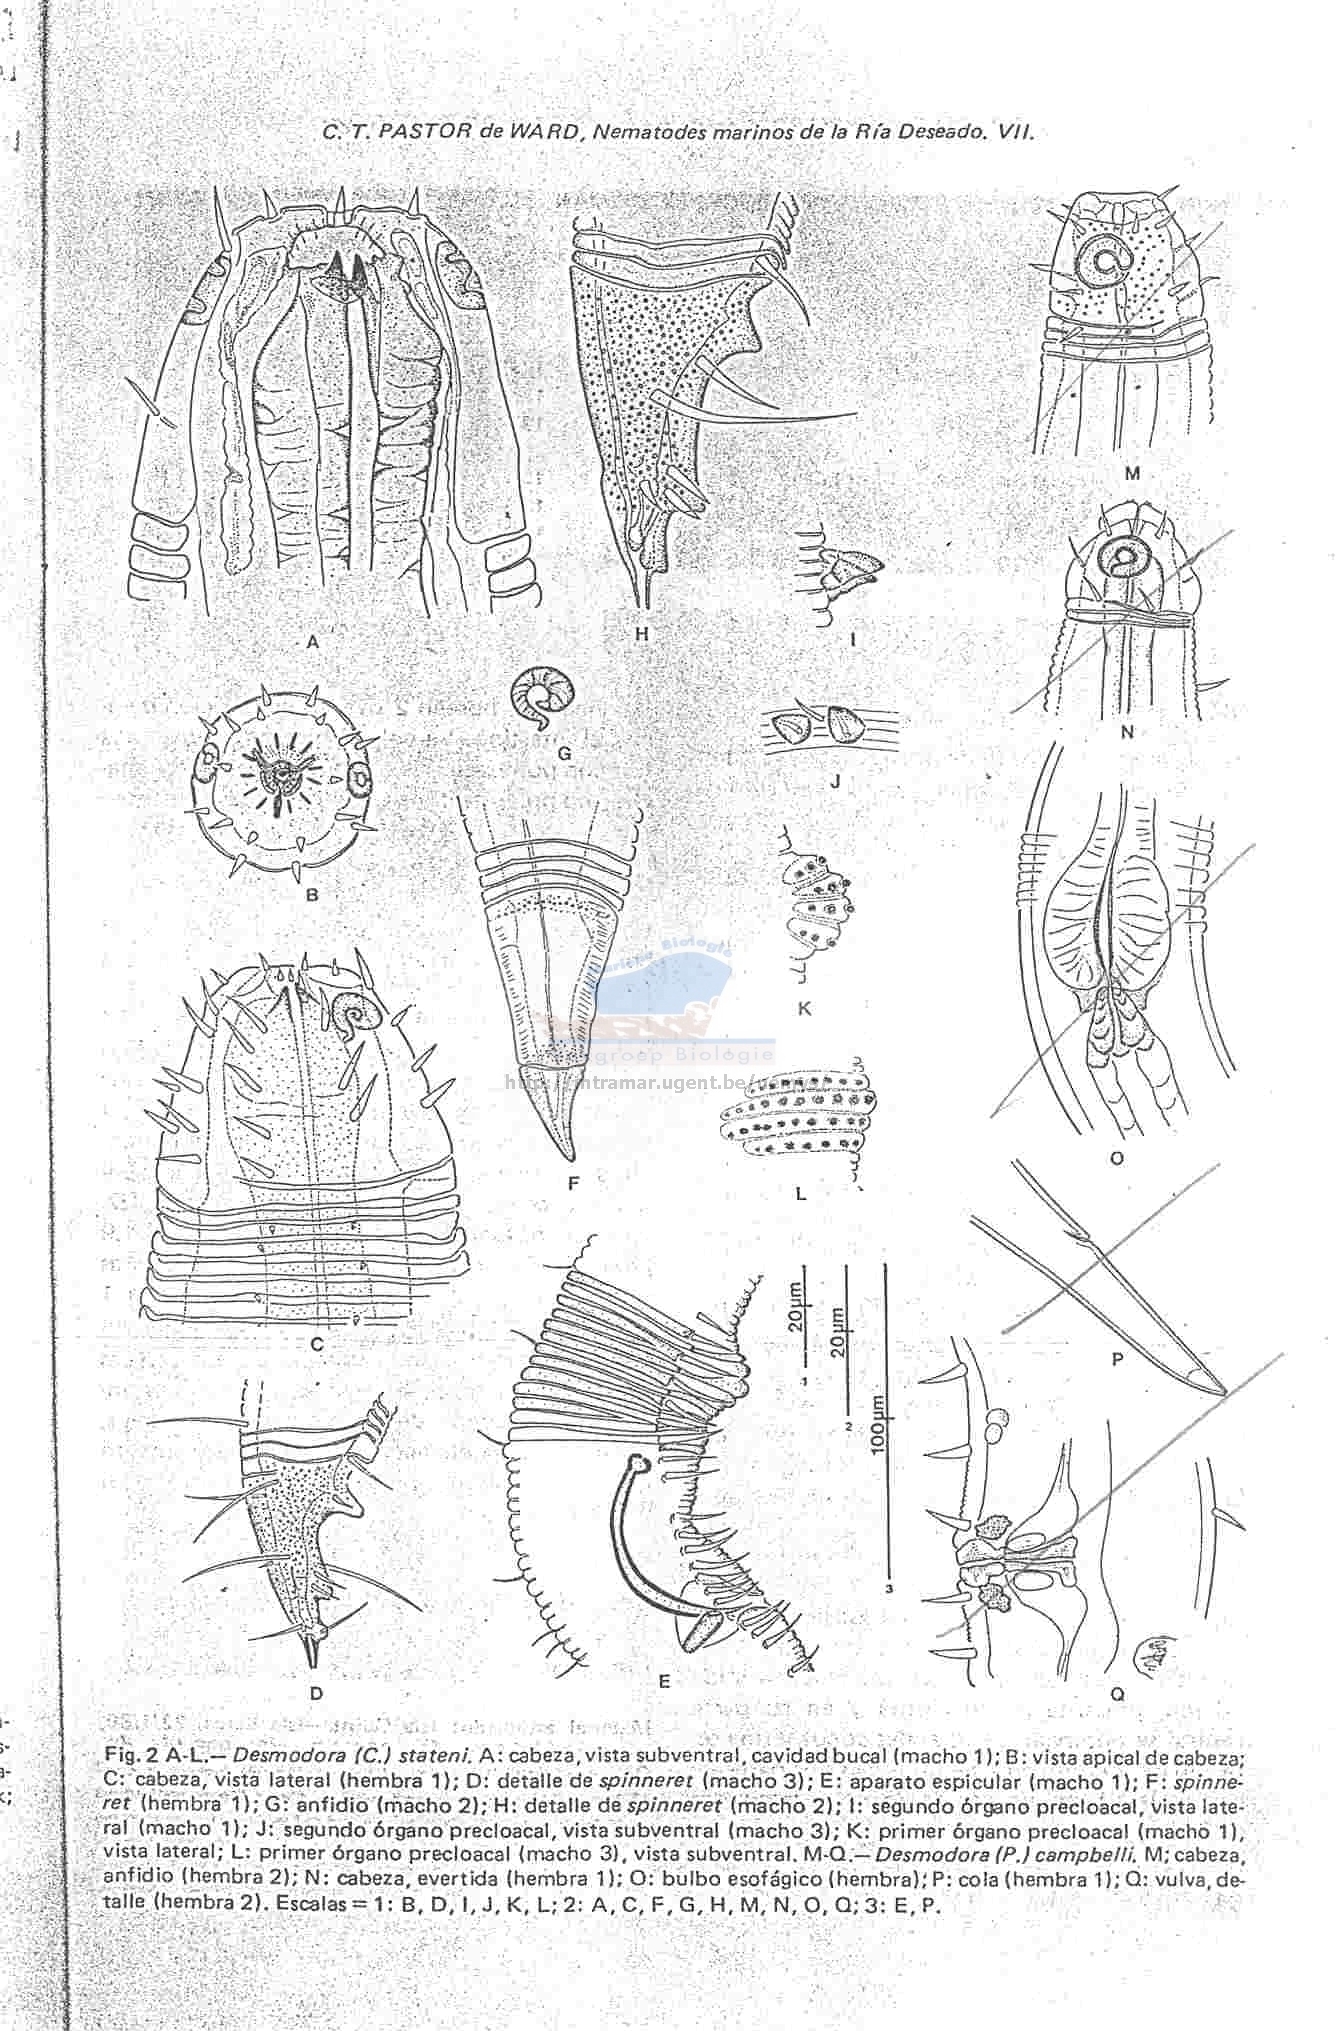 C. T. PASTOR de WARD, Nematodes marinos de la Ría Deseado. VII.
A
H
I
M
G
J
N
B
K
F
L
O
C
20µm
1
20µm
2
100µm
3
P
D
E
Q
Biologie
groep Biologie
Fig. 2 A-L.— Desmodora (C.) stateni. A: cabeza, vista subventral, cavidad bucal (macho 1); B: vista apical de cabeza;
C: cabeza, vista lateral (hembra 1); D: detalle de spinneret (macho 3); E: aparato espicular (macho 1); F: spinne-
ret (hembra 1); G: anfidio (macho 2); H: detalle de spinneret (macho 2); I: segundo órgano precloacal, vista late-
ral (macho 1); J: segundo órgano precloacal, vista subventral (macho 3); K: primer órgano precloacal (macho 1),
vista lateral; L: primer órgano precloacal (macho 3), vista subventral. M-Q.— Desmodora (P.) campbelli. M; cabeza,
anfidio (hembra 2); N: cabeza, evertida (hembra 1); O: bulbo esofágico (hembra); P: cola (hembra 1); Q: vulva, de-
talle (hembra 2). Escalas = 1: B, D, I, J, K, L; 2: A, C, F, G, H, M, N, O, Q; 3: E, P.